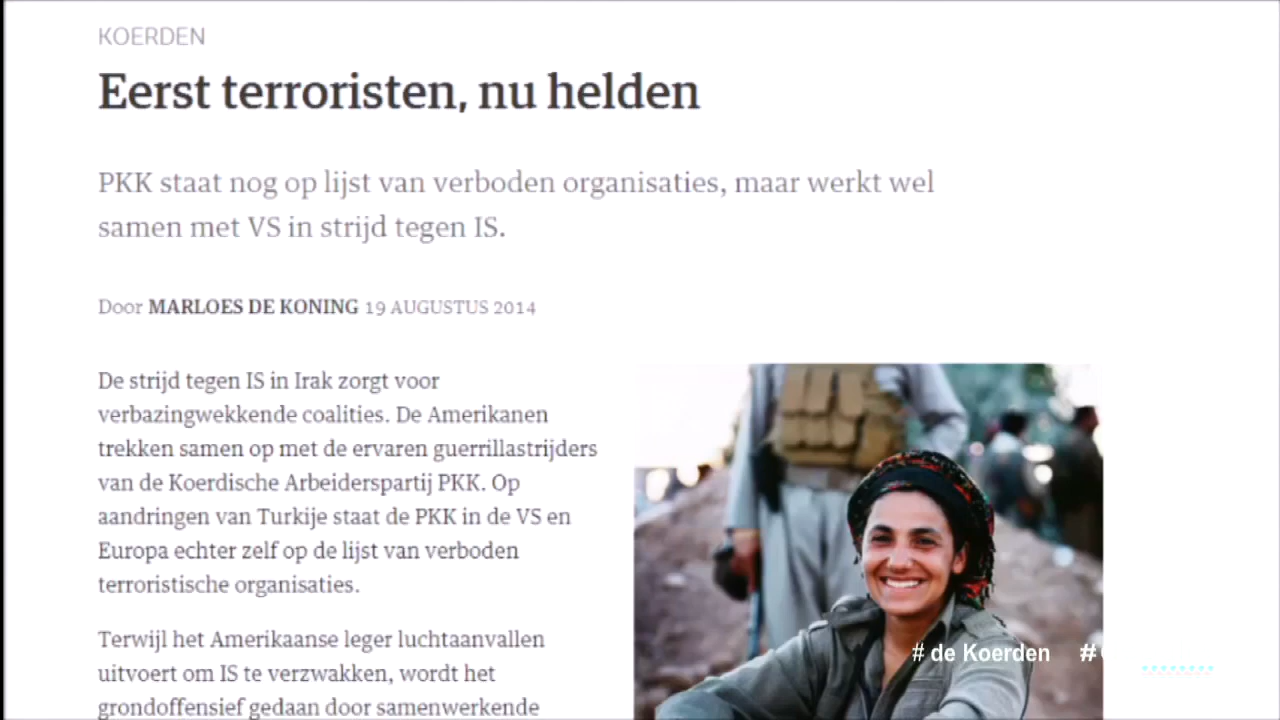 KOERDEN
Eerst terroristen, nu helden
PKK staat nog op lijst van verboden organisaties, maar werkt wel
samen met VS in strijd tegen IS.
Door MARLOES DE KONING 19 AUGUSTUS 2014
De strijd tegen IS in Irak zorgt voor
verbazingwekkende coalities. De Amerikanen
trekken samen op met de ervaren guerrillastrijders
van de Koerdische Arbeiderspartij PKK. Op
aandringen van Turkije staat de PKK in de VS en
Europa echter zelf op de lijst van verboden
terroristische organisaties.
Terwijl het Amerikaanse leger luchtaanvallen
uitvoert om IS te verzwakken, wordt het
grondoffensief gedaan door samenwerkende
# de Koerden #